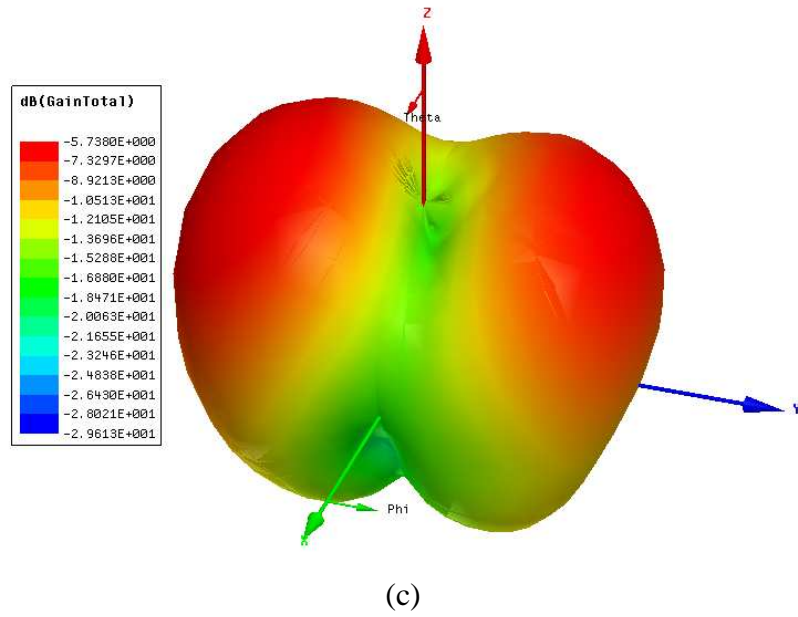 Z
dB(GainTotal)
Theta
-5.7380E+000
-7.3297E+000
-8.9213E+000
-1.0513E+001
-1.2105E+001
-1.3696E+001
-1.5288E+001
-1.6880E+001
-1.8471E+001
-2.0063E+001
-2.1655E+001
-2.3246E+001
-2.4838E+001
-2.6430E+001
-2.8021E+001
-2.9613E+001
Y
Phi
X
(c)